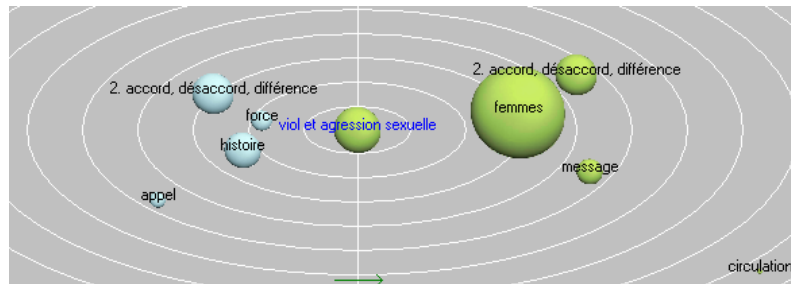 2. accord, désaccord, différence
2. accord, désaccord, différence
femmes
force
viol et agression sexuelle
histoire
message
appel
circulation